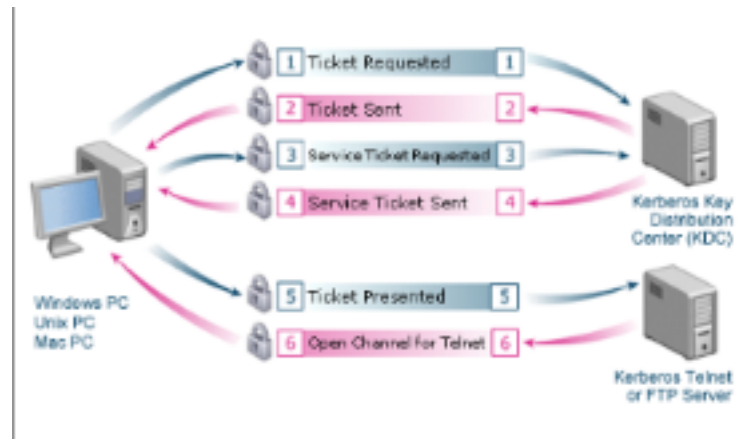 1 Ticket Requested 1
2 Ticket Sent 2
3 Service Ticket Requested 3
4 Service Ticket Sent 4
Kerberos Key
Distribution
Center (KDC)
5 Ticket Presented 5
Windows PC
Unix PC
Mac PC
6 Open Channel for Telnet 6
Kerberos Telnet
or FTP Server